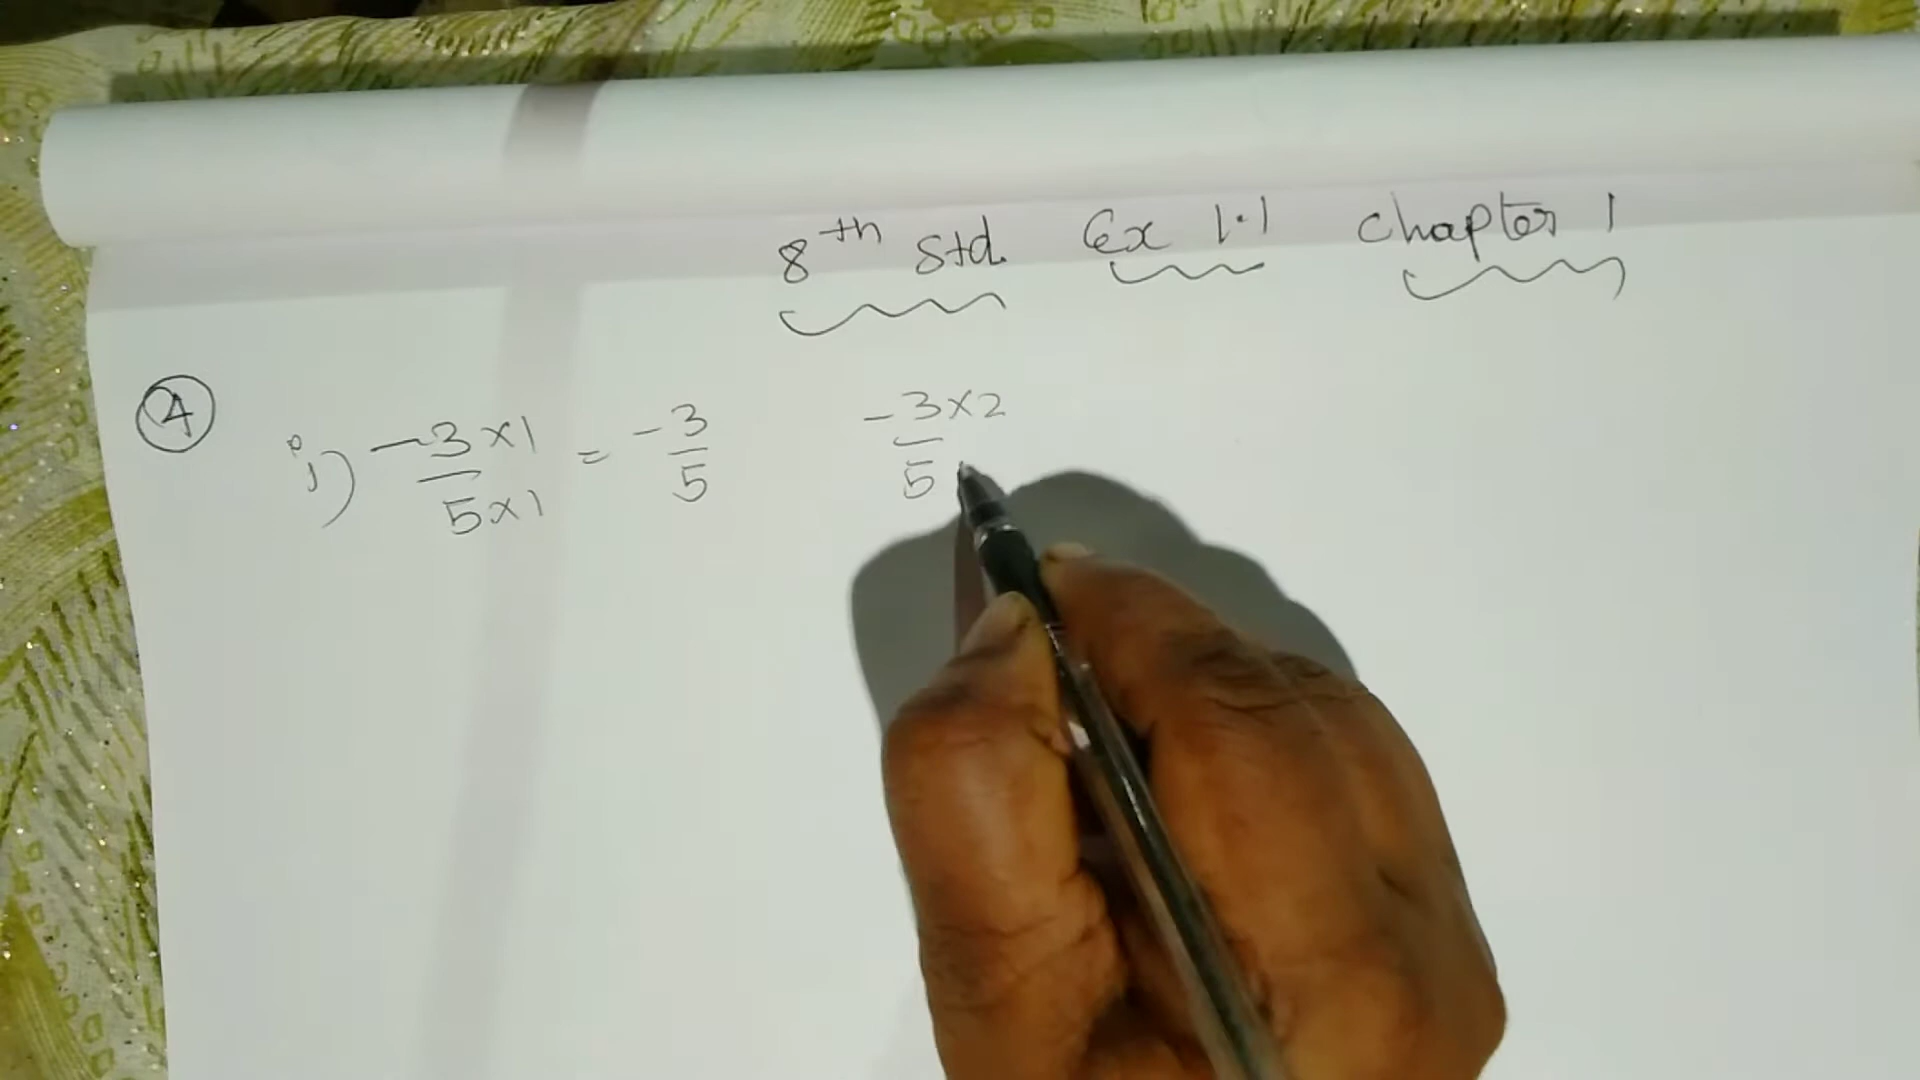 8th Std. Ex 1.1 Chapter 1
4
i) -3×1/5×1 = -3/5 -3×2/5